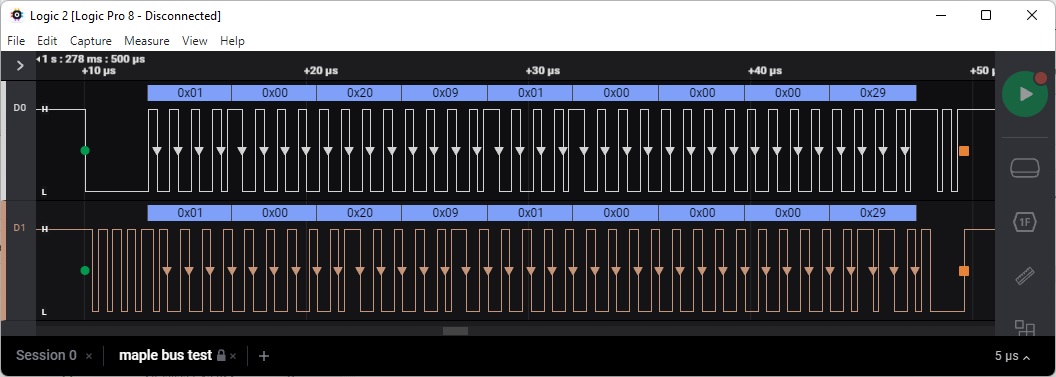 Logic 2 [Logic Pro 8 - Disconnected]
File Edit Capture Measure View Help
1 s : 278 ms : 500 µs
+10 µs +20 µs +30 µs +40 µs +50 µ
0x01 0x00 0x20 0x09 0x01 0x00 0x00 0x00 0x29
D0 H
L
0x01 0x00 0x20 0x09 0x01 0x00 0x00 0x00 0x29
D1 H
1F
L
Session 0 × maple bus test × + 5 µs